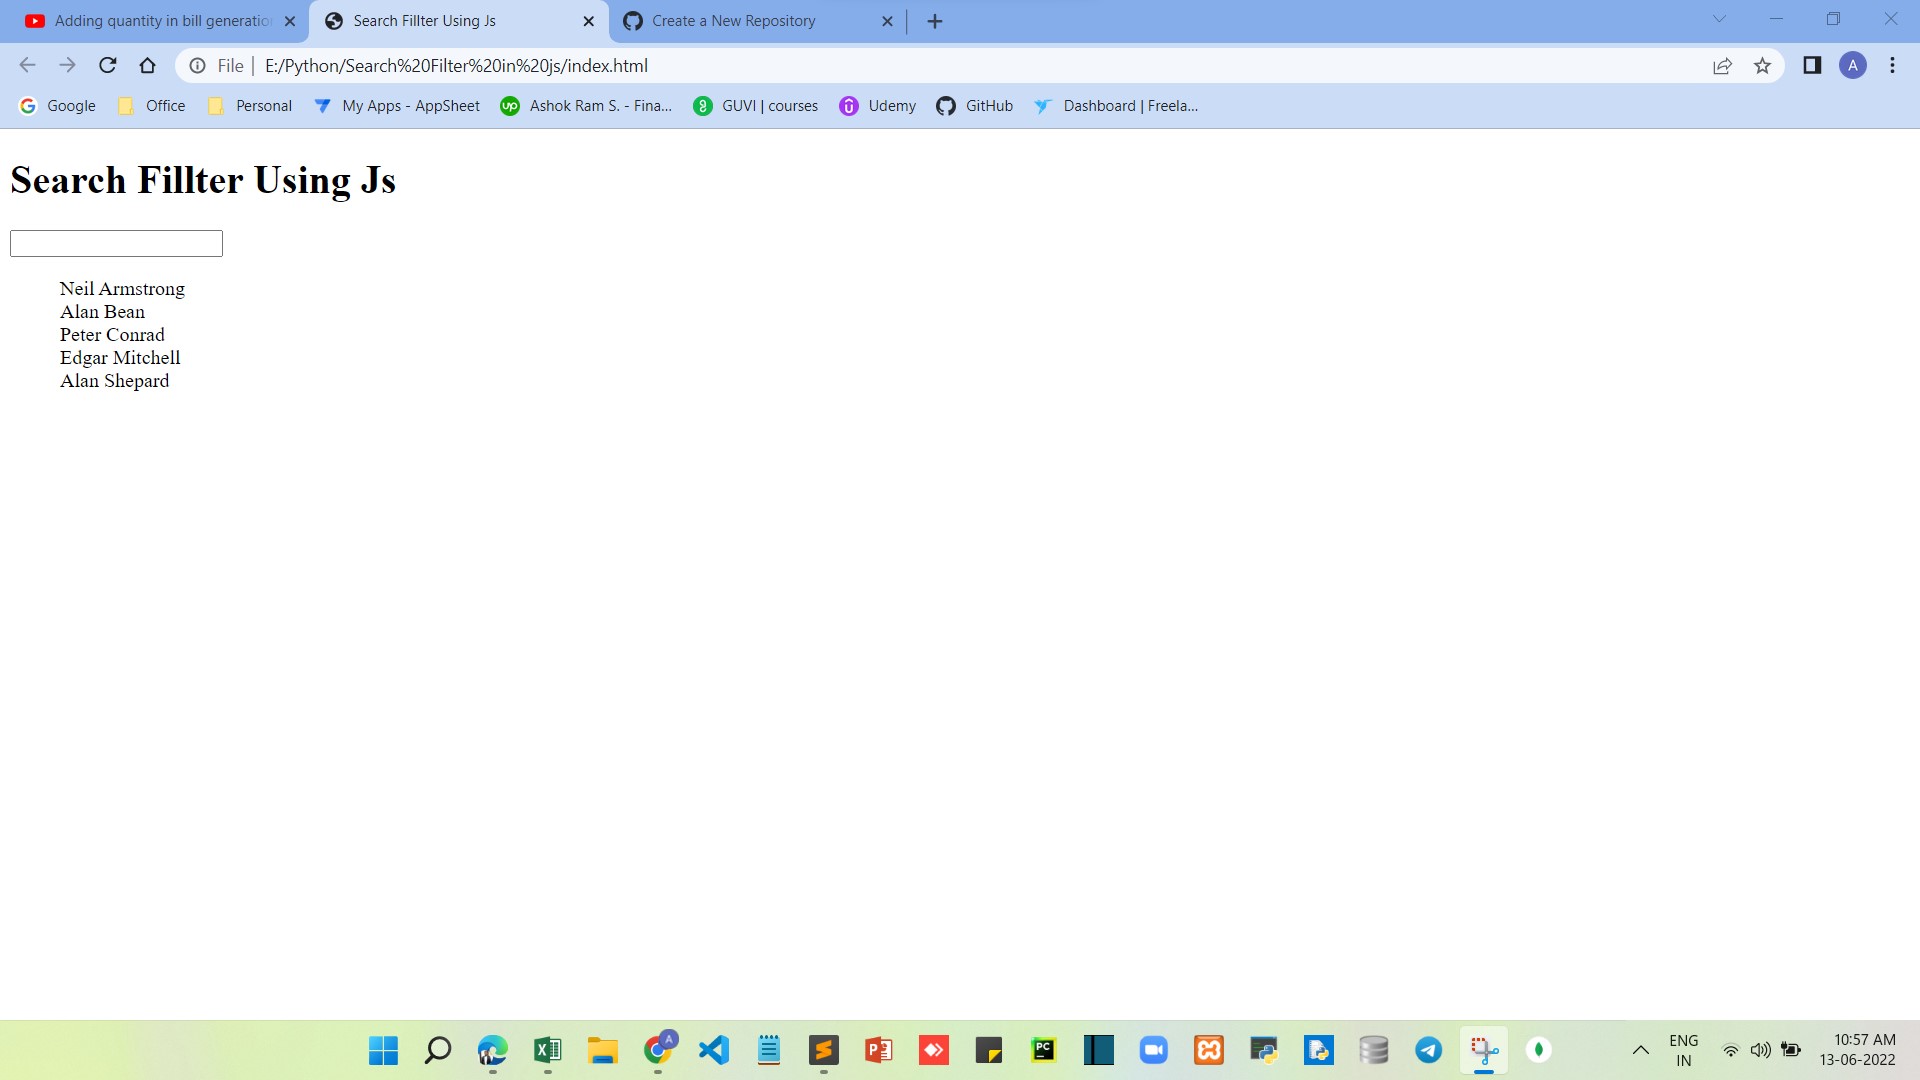 Adding quantity in bill generatio
Search Fillter Using Js
Create a New Repository
File
E:/Python/Search%20Filter%20in%20js/index.html
A
Google
Office
Personal
My Apps - AppSheet
up
Ashok Ram S. - Fina...
GUVI | courses
Udemy
GitHub
Dashboard | Freela...
Search Fillter Using Js
Neil Armstrong
Alan Bean
Peter Conrad
Edgar Mitchell
Alan Shepard
A
PC
ENG
IN
10:57 AM
13-06-2022